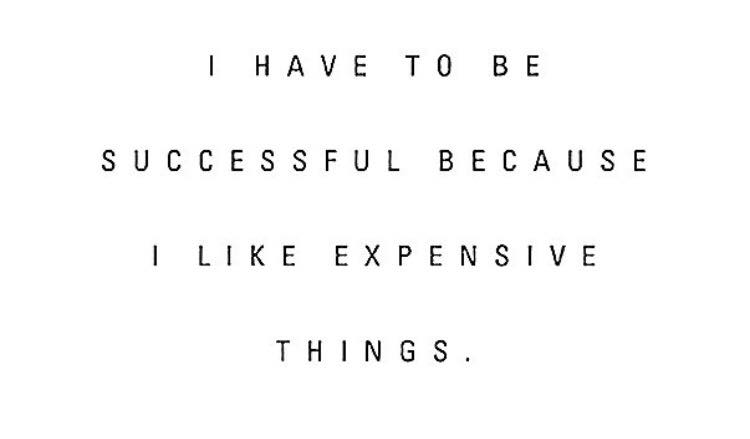 I HAVE TO BE
SUCCESSFUL BECAUSE
I LIKE EXPENSIVE
THINGS.